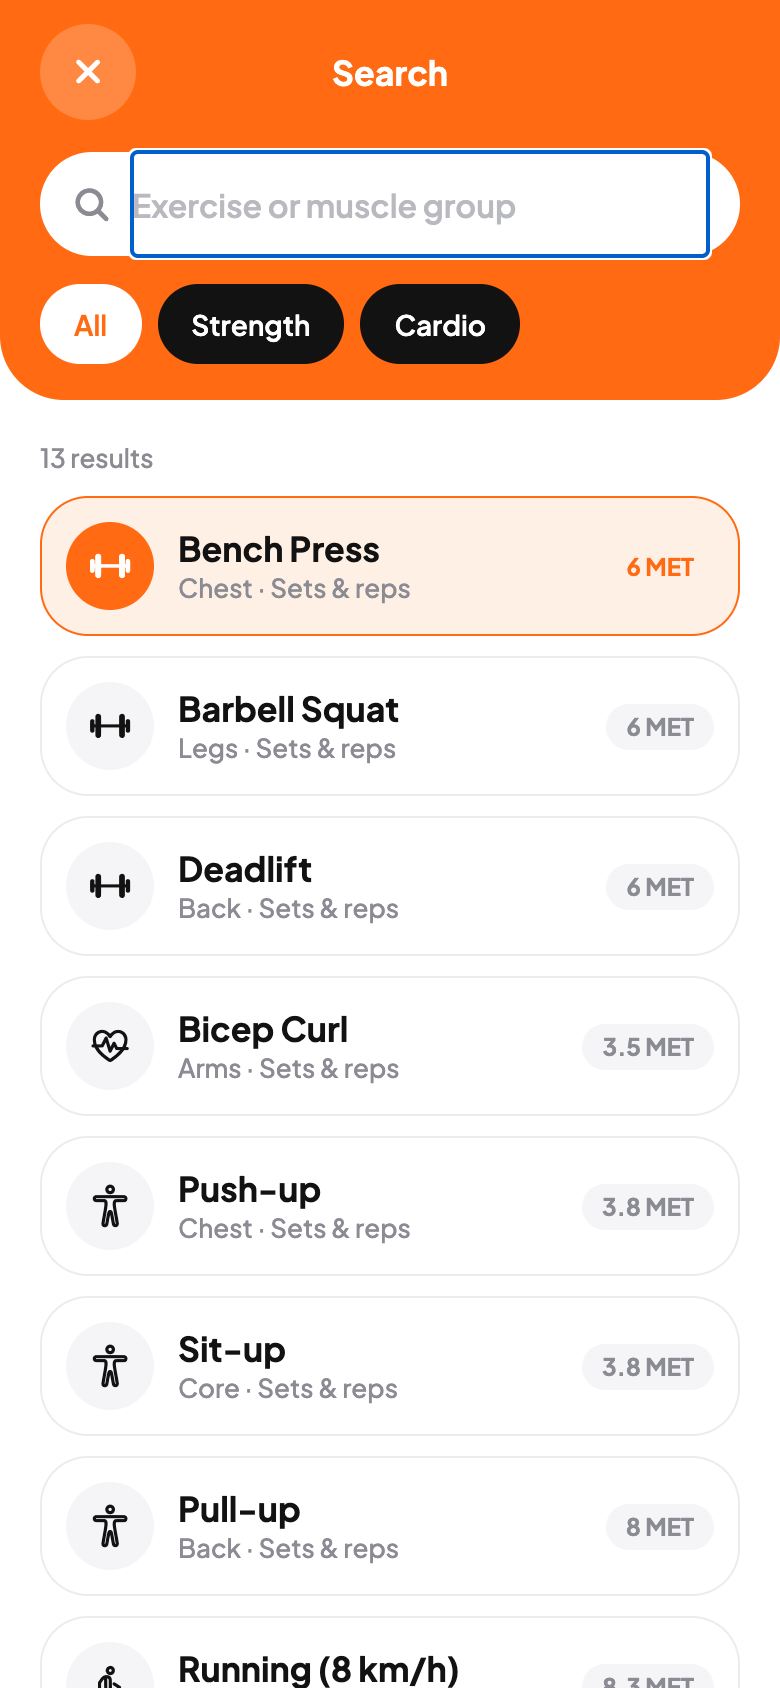 Search
Exercise or muscle group
All Strength Cardio
13 results
Bench Press
Chest · Sets & reps
6 MET
Barbell Squat
Legs · Sets & reps
6 MET
Deadlift
Back · Sets & reps
6 MET
Bicep Curl
Arms · Sets & reps
3.5 MET
Push-up
Chest · Sets & reps
3.8 MET
Sit-up
Core · Sets & reps
3.8 MET
Pull-up
Back · Sets & reps
8 MET
Running (8 km/h)
8.3 MET